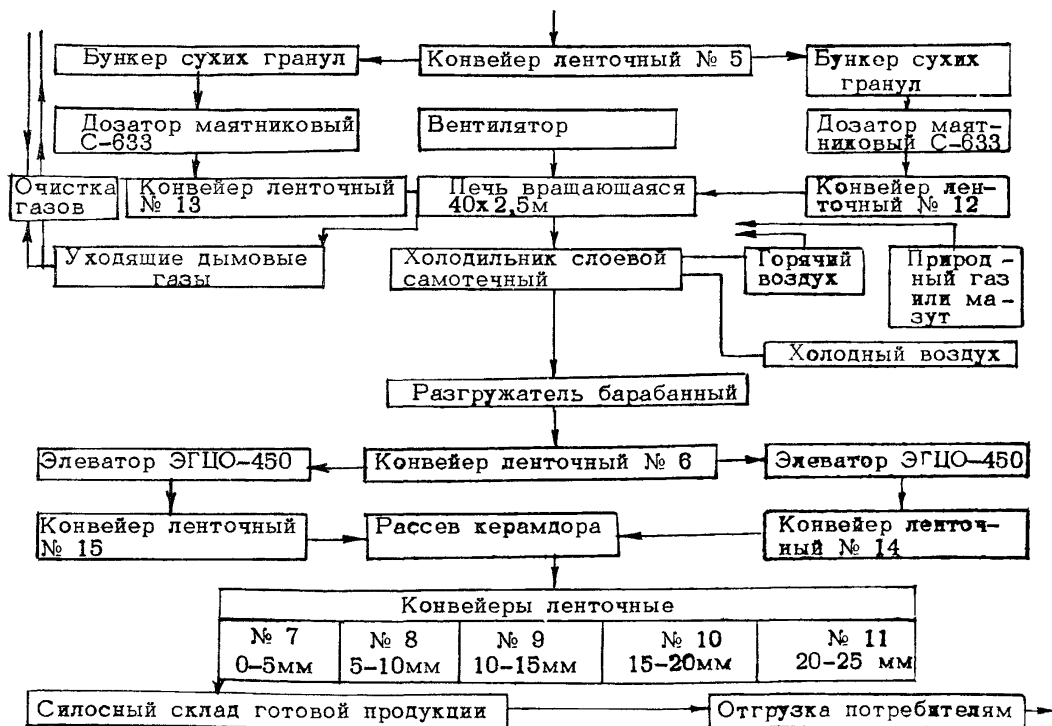 Бункер сухих гранул
Конвейер ленточный № 5
Бункер сухих
гранул
Дозатор маятниковый
С-633
Вентилятор
Дозатор маят-
никовый С-633
Очистка
газов
Конвейер ленточный
№ 13
Печь вращающаяся
40х2,5м
Конвейер лен-
точный № 12
Уходящие дымовые
газы
Холодильник слоевой
самотечный
Горячий
воздух
Природ-
ный газ
или ма-
зут
Холодный воздух
Разгружатель барабанный
Элеватор ЭГЦО-450
Конвейер ленточный № 6
Элеватор ЭГЦО-450
Конвейер ленточный
№ 15
Рассев керамдора
Конвейер ленточ-
ный № 14
Конвейеры ленточные
№ 7
0-5мм
№ 8
5-10мм
№ 9
10-15мм
№ 10
15-20мм
№ 11
20-25 мм
Силосный склад готовой продукции
Отгрузка потребителям